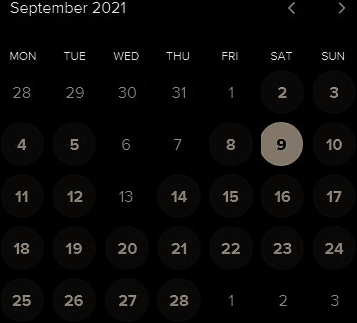 September 2021 < >
MON TUE WED THU FRI SAT SUN
28 29 30 31 1 2 3
4 5 6 7 8 9 10
11 12 13 14 15 16 17
18 19 20 21 22 23 24
25 26 27 28 1 2 3